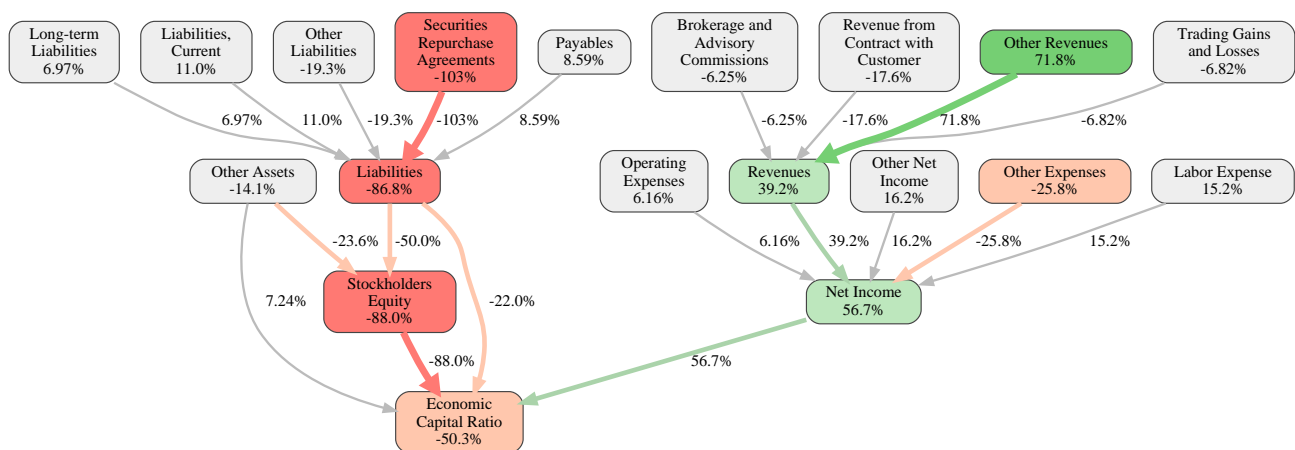 Long-term
Liabilities
6.97%
Liabilities,
Current
11.0%
Other
Liabilities
-19.3%
Securities
Repurchase
Agreements
-103%
Payables
8.59%
Brokerage and
Advisory
Commissions
-6.25%
Revenue from
Contract with
Customer
-17.6%
Other Revenues
71.8%
Trading Gains
and Losses
-6.82%
6.97%
11.0%
-19.3%
-103%
8.59%
-6.25%
-17.6%
71.8%
-6.82%
Other Assets
-14.1%
Liabilities
-86.8%
Operating
Expenses
6.16%
Revenues
39.2%
Other Net
Income
16.2%
Other Expenses
-25.8%
Labor Expense
15.2%
-23.6%
-50.0%
6.16%
39.2%
16.2%
-25.8%
15.2%
7.24%
Stockholders
Equity
-88.0%
-22.0%
Net Income
56.7%
-88.0%
56.7%
Economic
Capital Ratio
-50.3%